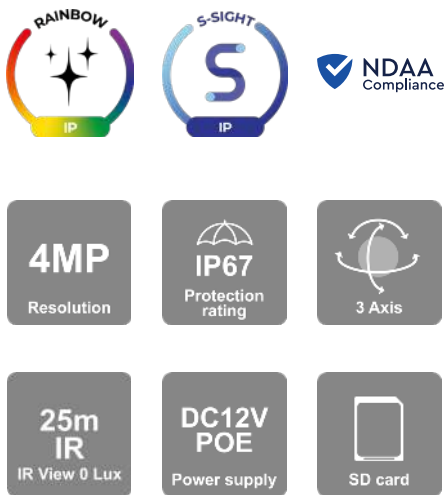 RAINBOW
IP
S-SIGHT
S
IP
NDAA
Compliance
4MP
Resolution
IP67
Protection
rating
3 Axis
25m
IR
IR View 0 Lux
DC12V
POE
Power supply
SD card